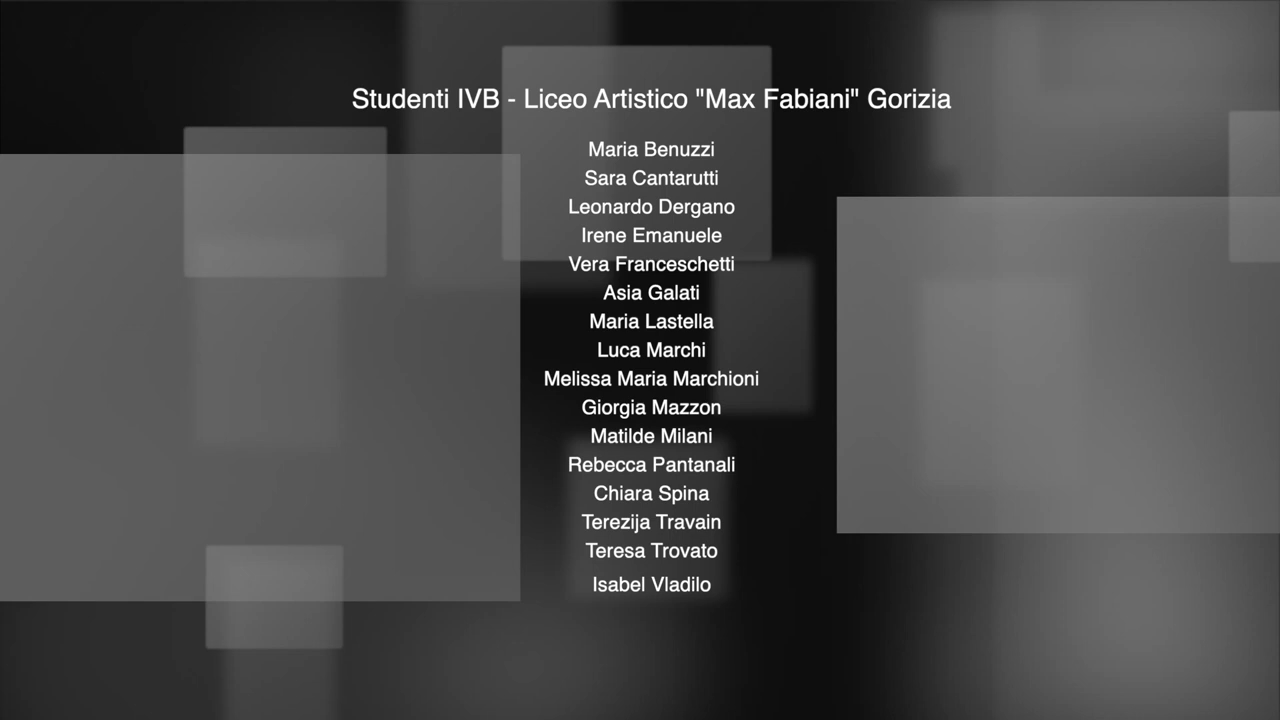 Studenti IVB - Liceo Artistico "Max Fabiani" Gorizia
Maria Benuzzi
Sara Cantarutti
Leonardo Dergano
Irene Emanuele
Vera Franceschetti
Asia Galati
Maria Lastella
Luca Marchi
Melissa Maria Marchioni
Giorgia Mazzon
Matilde Milani
Rebecca Pantanali
Chiara Spina
Terezija Travain
Teresa Trovato
Isabel Vladilo